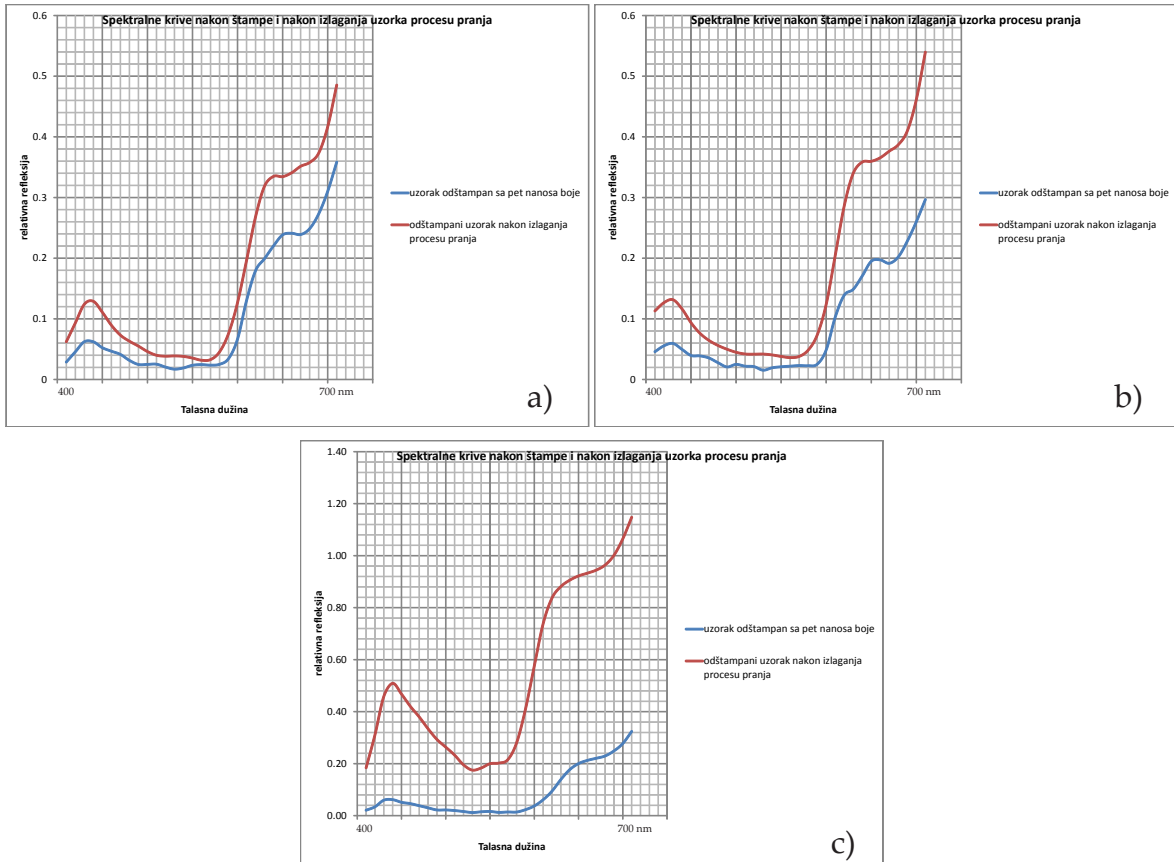 Spektralne krive nakon štampe i nakon izlaganja uzorka procesu pranja
0.6
0.5
0.4
0.3
0.2
0.1
0
relativna refleksija
400
700 nm
Talasna dužina
uzorak odštampan sa pet nanosa boje
odštampani uzorak nakon izlaganja
procesu pranja
a)
Spektralne krive nakon štampe i nakon izlaganja uzorka procesu pranja
0.6
0.5
0.4
0.3
0.2
0.1
0
relativna refleksija
400
700 nm
Talasna dužina
uzorak odštampan sa pet nanosa boje
odštampani uzorak nakon izlaganja
procesu pranja
b)
Spektralne krive nakon štampe i nakon izlaganja uzorka procesu pranja
1.40
1.20
1.00
0.80
0.60
0.40
0.20
0.00
relativna refleksija
400
700 nm
Talasna dužina
uzorak odštampan sa pet nanosa boje
odštampani uzorak nakon izlaganja
procesu pranja
c)